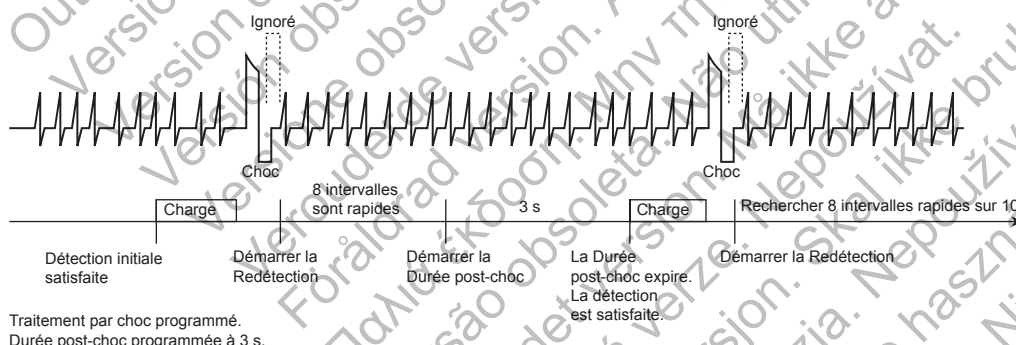 Ignoré
Ignoré
Choc
Choc
Charge
8 intervalles
sont rapides
3 s
Charge
Rechercher 8 intervalles rapides sur 10
Détection initiale
satisfaite
Démarrer la
Redétection
Démarrer la
Durée post-choc
La Durée
post-choc expire.
La détection
est satisfaite.
Démarrer la Redétection
Traitement par choc programmé.
Durée post-choc programmée à 3 s.